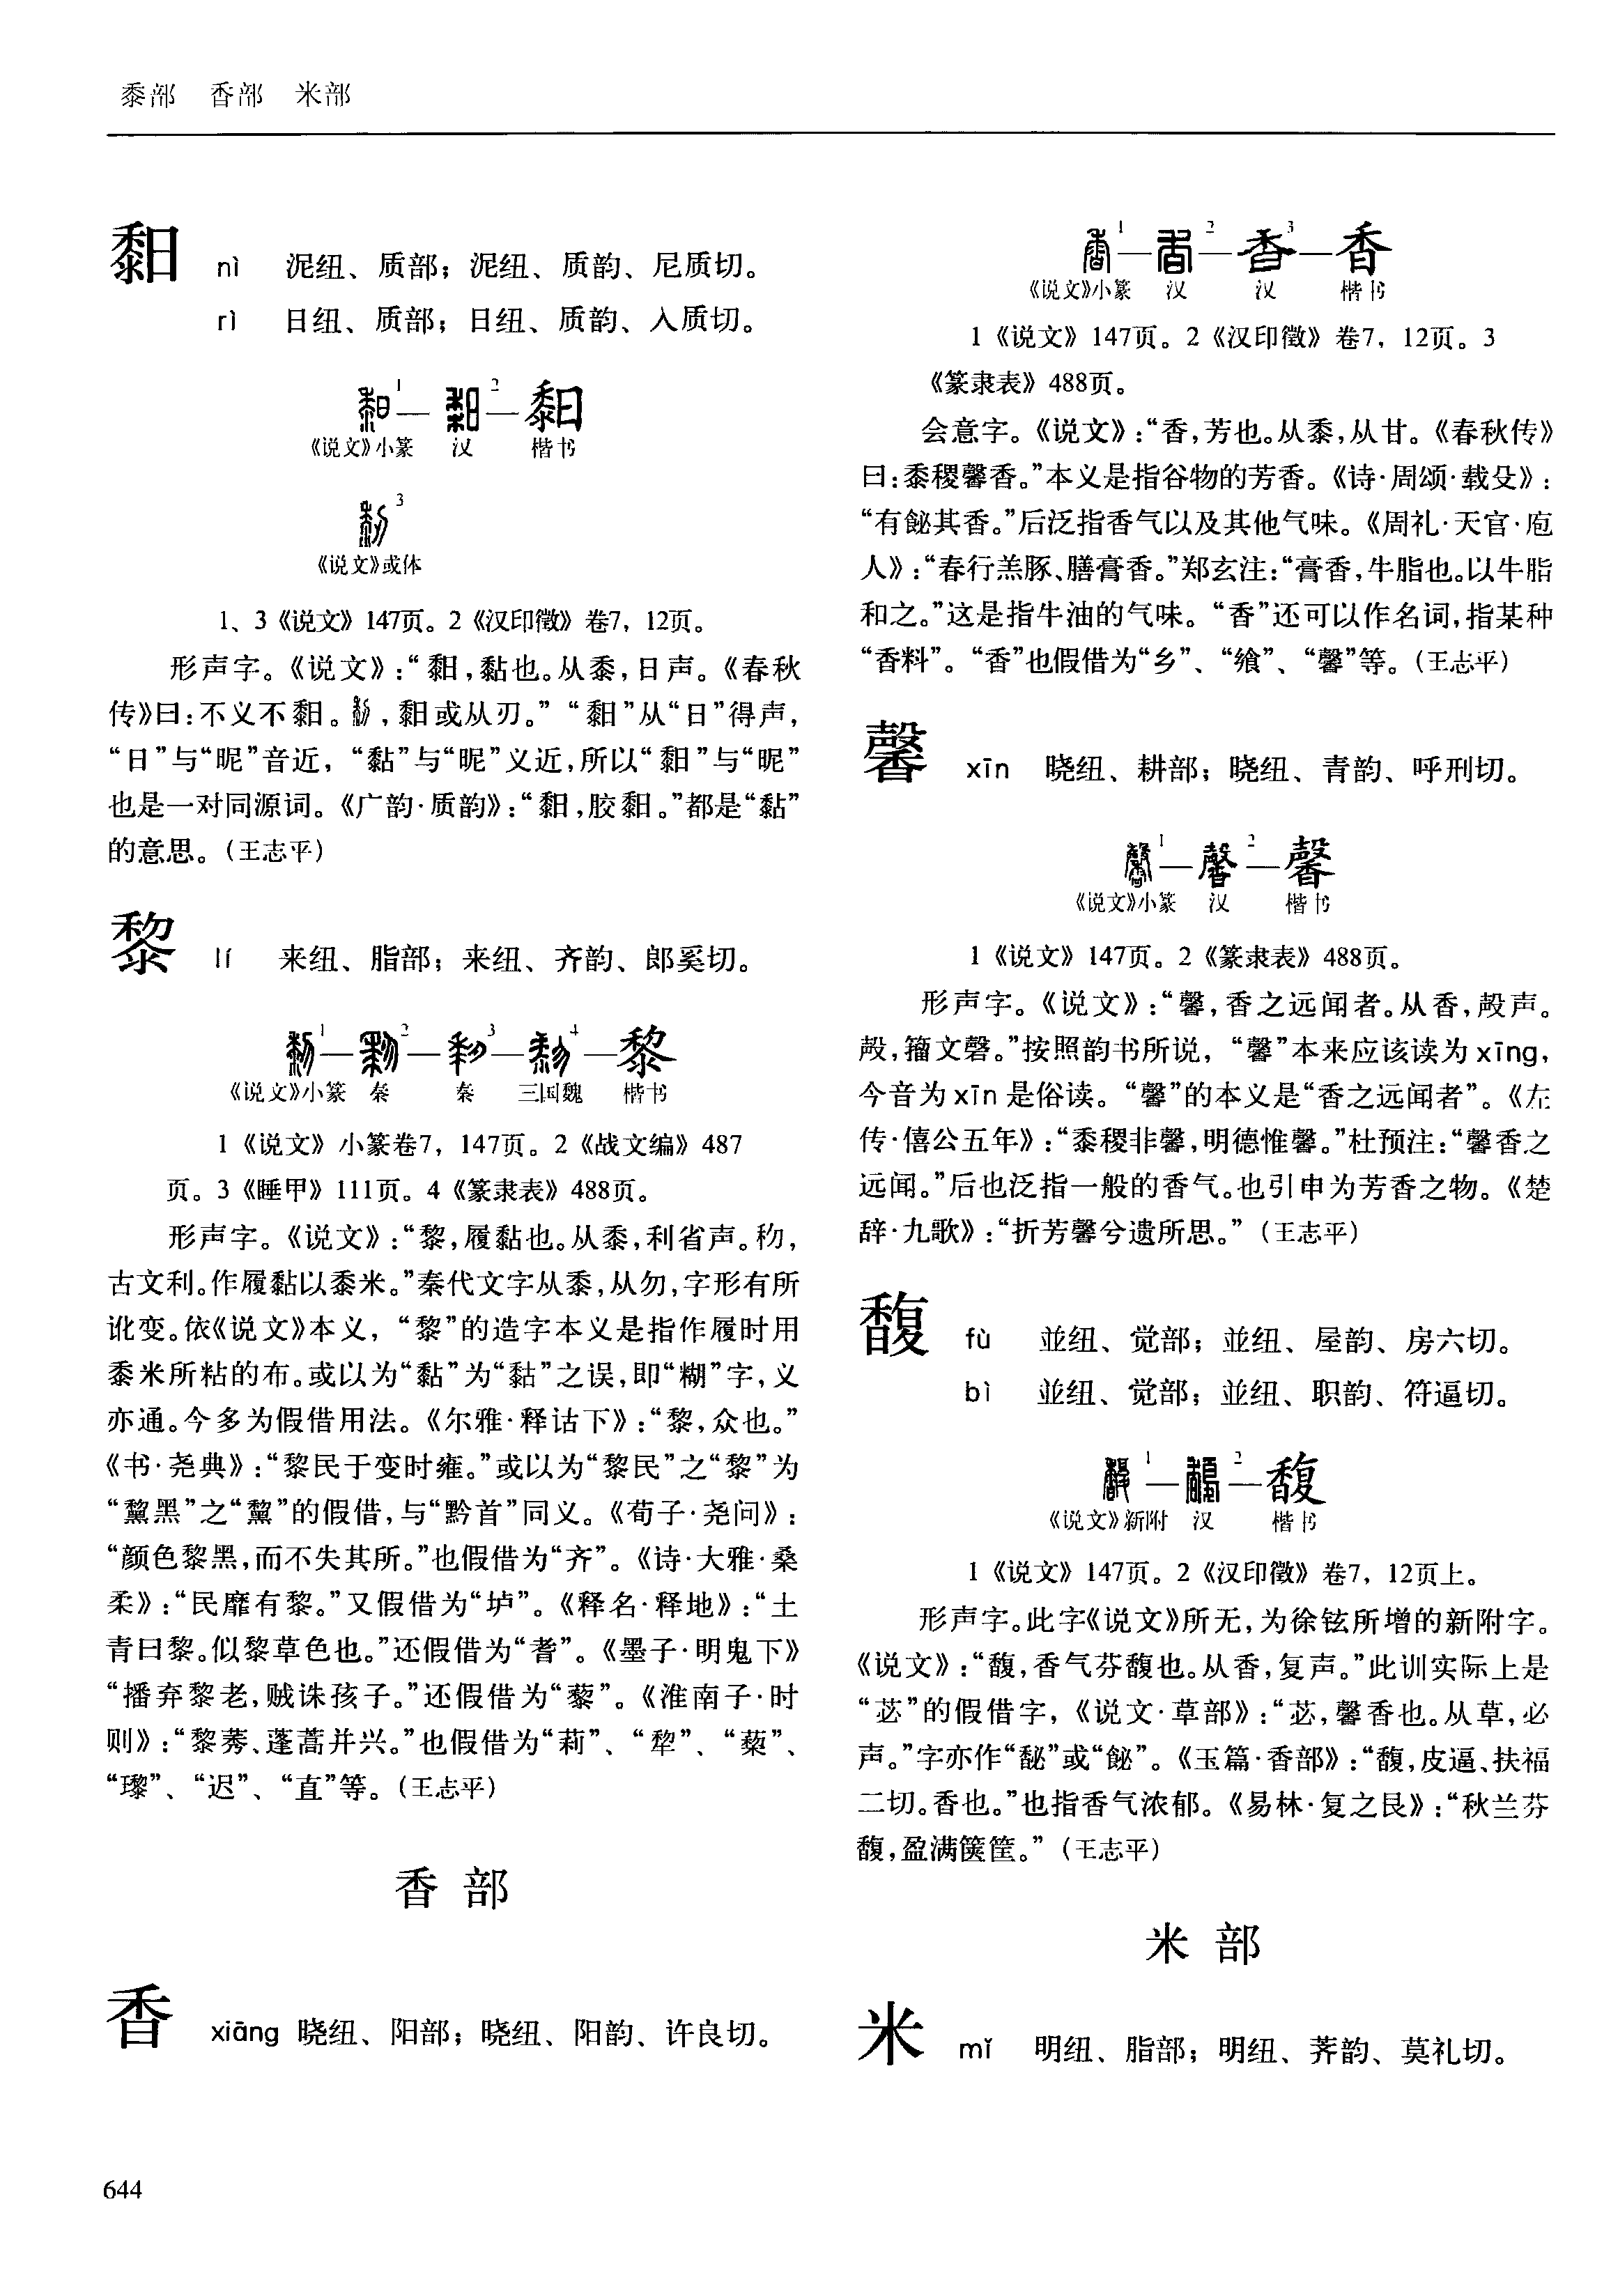 黍部 香部 米部
䵒 nì 泥纽、质部；泥纽、质韵、尼质切。
rì 日纽、质部；日纽、质韵、入质切。
1 — 2 — 䵒
《说文》小篆 汉 楷书
3
《说文》或体
1、3《说文》147页。2《汉印徵》卷7，12页。
形声字。《说文》：“䵒，黏也。从黍，日声。《春秋
传》曰：不义不䵒。，䵒或从刃。”“䵒”从“日”得声，
“日”与“昵”音近，“黏”与“昵”义近，所以“䵒”与“昵”
也是一对同源词。《广韵·质韵》：“䵒，胶䵒。”都是“黏”
的意思。（王志平）
黎 lí 来纽、脂部；来纽、齐韵、郎奚切。
1 — 2 — 3 — 4 — 黎
《说文》小篆 秦 秦 三国魏 楷书
1《说文》小篆卷7，147页。2《战文编》487
页。3《睡甲》111页。4《篆隶表》488页。
形声字。《说文》：“黎，履黏也。从黍，利省声。𥝢，
古文利。作履黏以黍米。”秦代文字从黍，从勿，字形有所
讹变。依《说文》本义，“黎”的造字本义是指作履时用
黍米所粘的布。或以为“黏”为“黏”之误，即“糊”字，义
亦通。今多为假借用法。《尔雅·释诂下》：“黎，众也。”
《书·尧典》：“黎民于变时雍。”或以为“黎民”之“黎”为
“黧黑”之“黧”的假借，与“黔首”同义。《荀子·尧问》：
“颜色黎黑，而不失其所。”也假借为“齐”。《诗·大雅·桑
柔》：“民靡有黎。”又假借为“垆”。《释名·释地》：“土
青曰黎。似黎草色也。”还假借为“耆”。《墨子·明鬼下》
“播弃黎老，贼诛孩子。”还假借为“藜”。《淮南子·时
则》：“黎莠、蓬蒿并兴。”也假借为“莉”、“犂”、“蔾”、
“瓈”、“迟”、“直”等。（王志平）
香部
香 xiāng 晓纽、阳部；晓纽、阳韵、许良切。
1 — 2 — 3 — 香
《说文》小篆 汉 汉 楷书
1《说文》147页。2《汉印徵》卷7，12页。3
《篆隶表》488页。
会意字。《说文》：“香，芳也。从黍，从甘。《春秋传》
曰：黍稷馨香。”本义是指谷物的芳香。《诗·周颂·载殳》：
“有飶其香。”后泛指香气以及其他气味。《周礼·天官·庖
人》：“春行羔豚、膳膏香。”郑玄注：“膏香，牛脂也。以牛脂
和之。”这是指牛油的气味。“香”还可以作名词，指某种
“香料”。“香”也假借为“乡”、“飨”、“馨”等。（王志平）
馨 xīn 晓纽、耕部；晓纽、青韵、呼刑切。
1 — 2 — 馨
《说文》小篆 汉 楷书
1《说文》147页。2《篆隶表》488页。
形声字。《说文》：“馨，香之远闻者。从香，殸声。
殸，籀文磬。”按照韵书所说，“馨”本来应该读为xīng，
今音为xīn是俗读。“馨”的本义是“香之远闻者”。《左
传·僖公五年》：“黍稷非馨，明德惟馨。”杜预注：“馨香之
远闻。”后也泛指一般的香气。也引申为芳香之物。《楚
辞·九歌》：“折芳馨兮遗所思。”（王志平）
馥 fù 並纽、觉部；並纽、屋韵、房六切。
bì 並纽、觉部；並纽、职韵、符逼切。
1 — 2 — 馥
《说文》新附 汉 楷书
1《说文》147页。2《汉印徵》卷7，12页上。
形声字。此字《说文》所无，为徐铉所增的新附字。
《说文》：“馥，香气芬馥也。从香，复声。”此训实际上是
“苾”的假借字，《说文·草部》：“苾，馨香也。从草，必
声。”字亦作“馝”或“飶”。《玉篇·香部》：“馥，皮逼、扶福
二切。香也。”也指香气浓郁。《易林·复之艮》：“秋兰芬
馥，盈满箧筐。”（王志平）
米部
米 mǐ 明纽、脂部；明纽、荠韵、莫礼切。
644